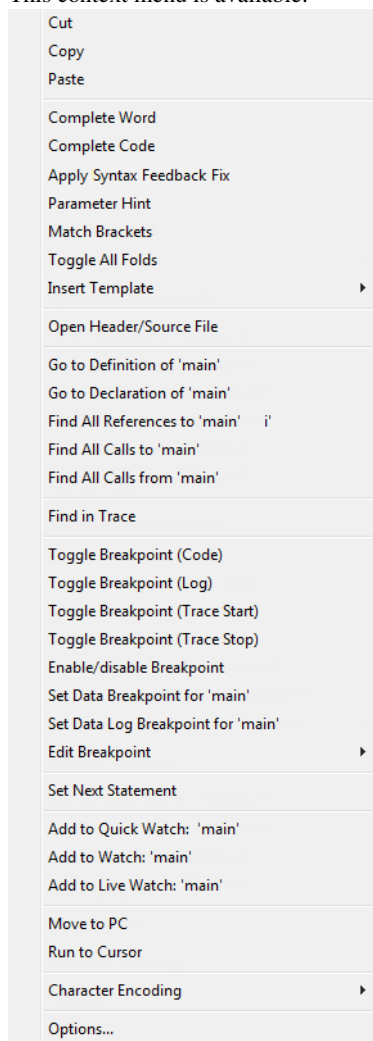 This context menu is available:
Cut
Copy
Paste
Complete Word
Complete Code
Apply Syntax Feedback Fix
Parameter Hint
Match Brackets
Toggle All Folds
Insert Template
Open Header/Source File
Go to Definition of 'main'
Go to Declaration of 'main'
Find All References to 'main' i'
Find All Calls to 'main'
Find All Calls from 'main'
Find in Trace
Toggle Breakpoint (Code)
Toggle Breakpoint (Log)
Toggle Breakpoint (Trace Start)
Toggle Breakpoint (Trace Stop)
Enable/disable Breakpoint
Set Data Breakpoint for 'main'
Set Data Log Breakpoint for 'main'
Edit Breakpoint
Set Next Statement
Add to Quick Watch: 'main'
Add to Watch: 'main'
Add to Live Watch: 'main'
Move to PC
Run to Cursor
Character Encoding
Options...